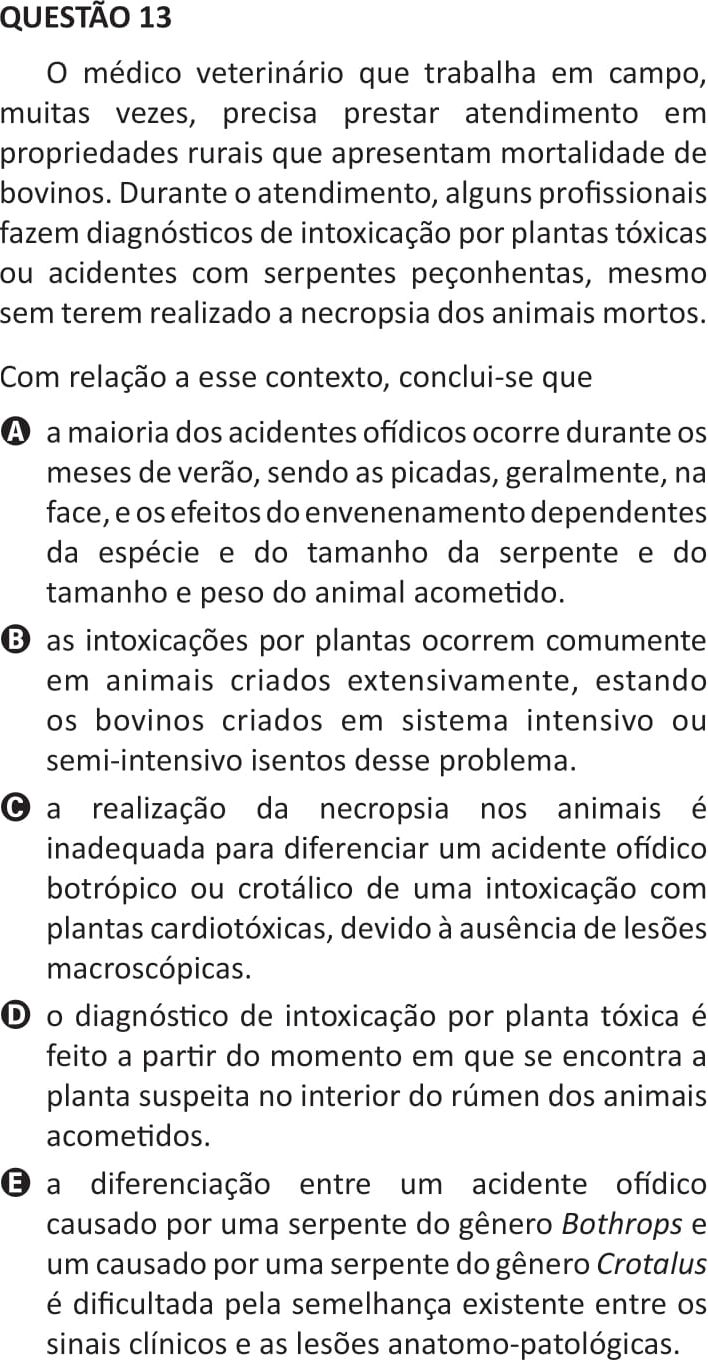 QUESTÃO 13
O médico veterinário que trabalha em campo,
muitas vezes, precisa prestar atendimento em
propriedades rurais que apresentam mortalidade de
bovinos. Durante o atendimento, alguns profissionais
fazem diagnósticos de intoxicação por plantas tóxicas
ou acidentes com serpentes peçonhentas, mesmo
sem terem realizado a necropsia dos animais mortos.
Com relação a esse contexto, conclui-se que
A a maioria dos acidentes ofídicos ocorre durante os
meses de verão, sendo as picadas, geralmente, na
face, e os efeitos do envenenamento dependentes
da espécie e do tamanho da serpente e do
tamanho e peso do animal acometido.
B as intoxicações por plantas ocorrem comumente
em animais criados extensivamente, estando
os bovinos criados em sistema intensivo ou
semi-intensivo isentos desse problema.
C a realização da necropsia nos animais é
inadequada para diferenciar um acidente ofídico
botrópico ou crotálico de uma intoxicação com
plantas cardiotóxicas, devido à ausência de lesões
macroscópicas.
D o diagnóstico de intoxicação por planta tóxica é
feito a partir do momento em que se encontra a
planta suspeita no interior do rúmen dos animais
acometidos.
E a diferenciação entre um acidente ofídico
causado por uma serpente do gênero Bothrops e
um causado por uma serpente do gênero Crotalus
é dificultada pela semelhança existente entre os
sinais clínicos e as lesões anatomo-patológicas.